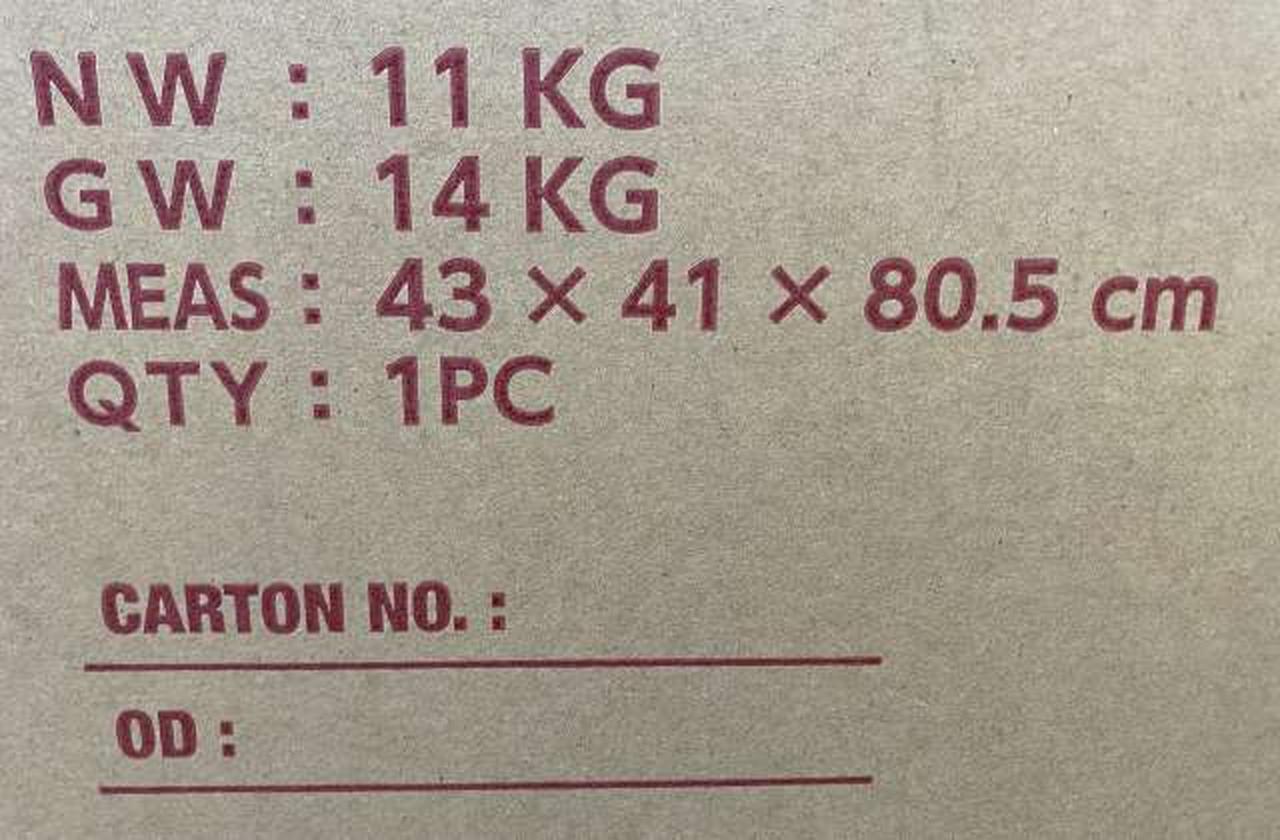 NW : 11 KG
GW : 14 KG
MEAS : 43 × 41 × 80.5 cm
QTY : 1PC
CARTON NO. :
OD :